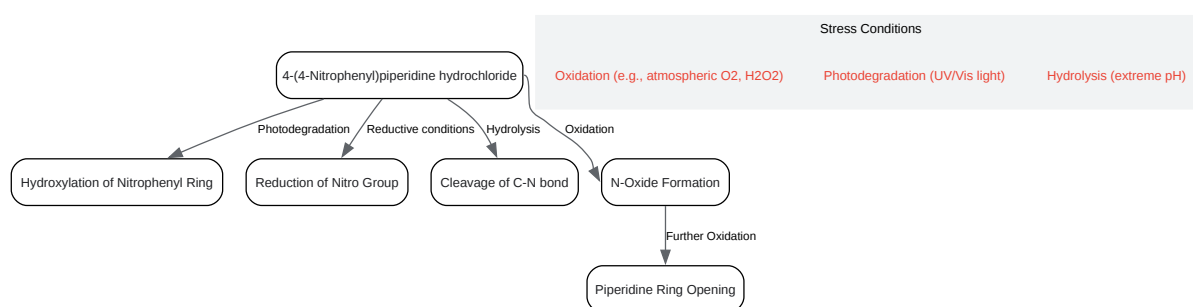 Stress Conditions
4-(4-Nitrophenyl)piperidine hydrochloride
Oxidation (e.g., atmospheric O2, H2O2)
Photodegradation (UV/Vis light)
Hydrolysis (extreme pH)
Photodegradation
Reductive conditions
Hydrolysis
Oxidation
Hydroxylation of Nitrophenyl Ring
Reduction of Nitro Group
Cleavage of C-N bond
N-Oxide Formation
Further Oxidation
Piperidine Ring Opening